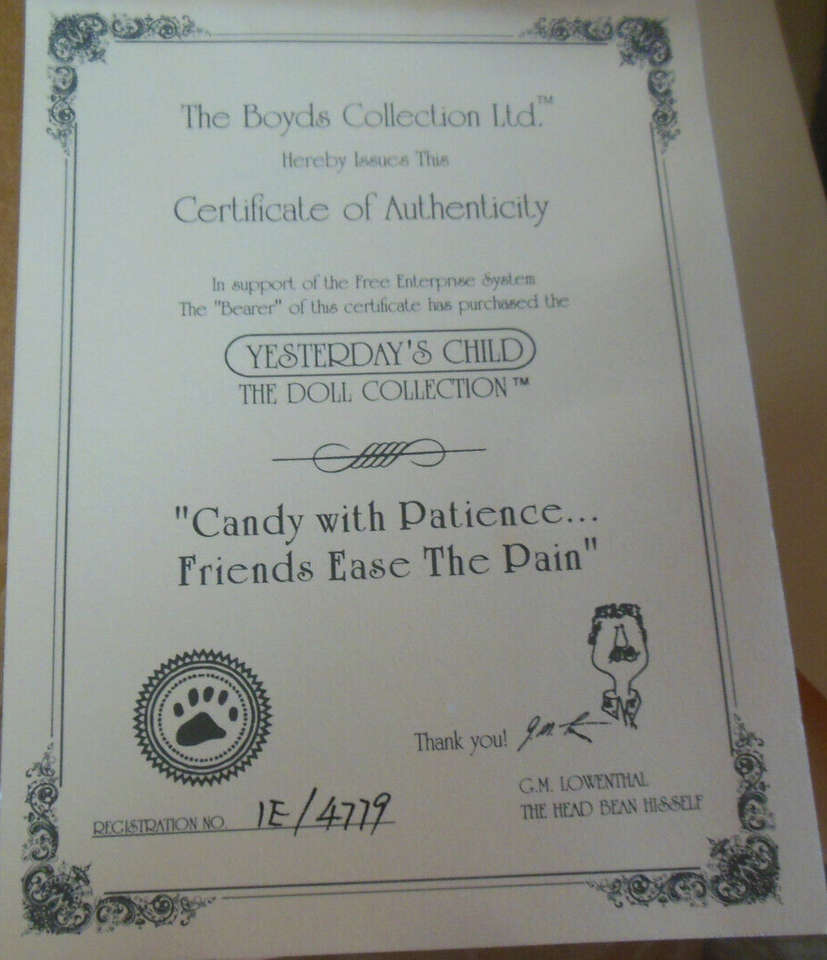 The Boyds Collection Ltd.™
Hereby Issues This
Certificate of Authenticity
In support of the Free Enterprise System
The "Bearer" of this certificate has purchased the
YESTERDAY'S CHILD
THE DOLL COLLECTION™
"Candy with Patience...
Friends Ease The Pain"
Thank you!
G.M. LOWENTHAL
THE HEAD BEAN HISSELF
REGISTRATION NO. 1E/4779